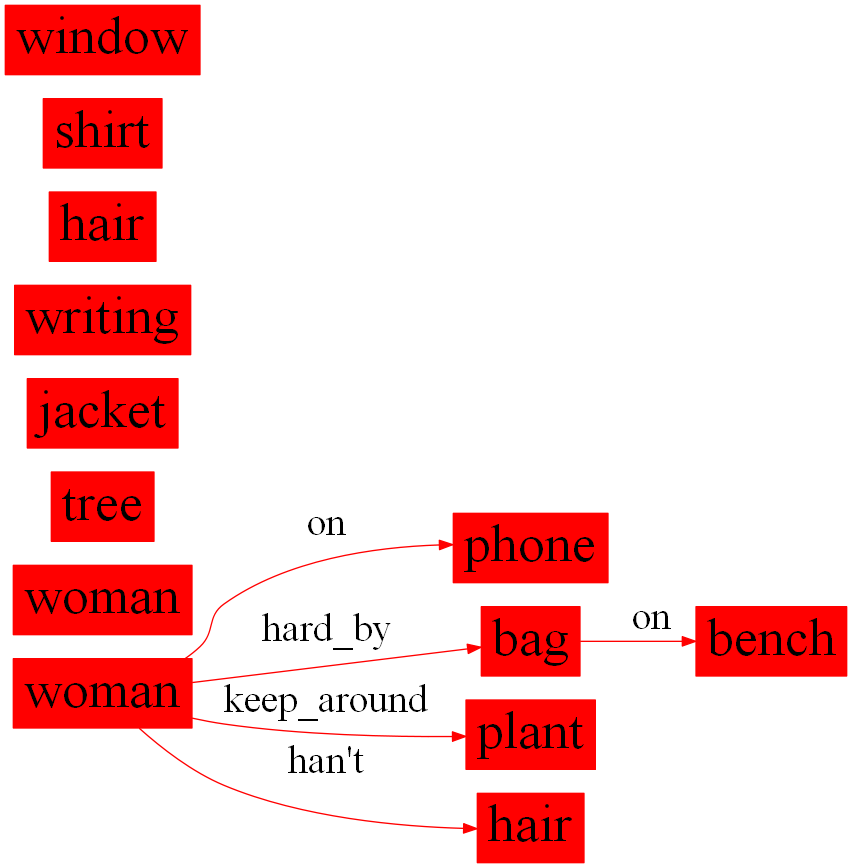 window
shirt
hair
writing
jacket
tree
on
phone
woman
hard_by
bag
on
bench
woman
keep_around
plant
han't
hair